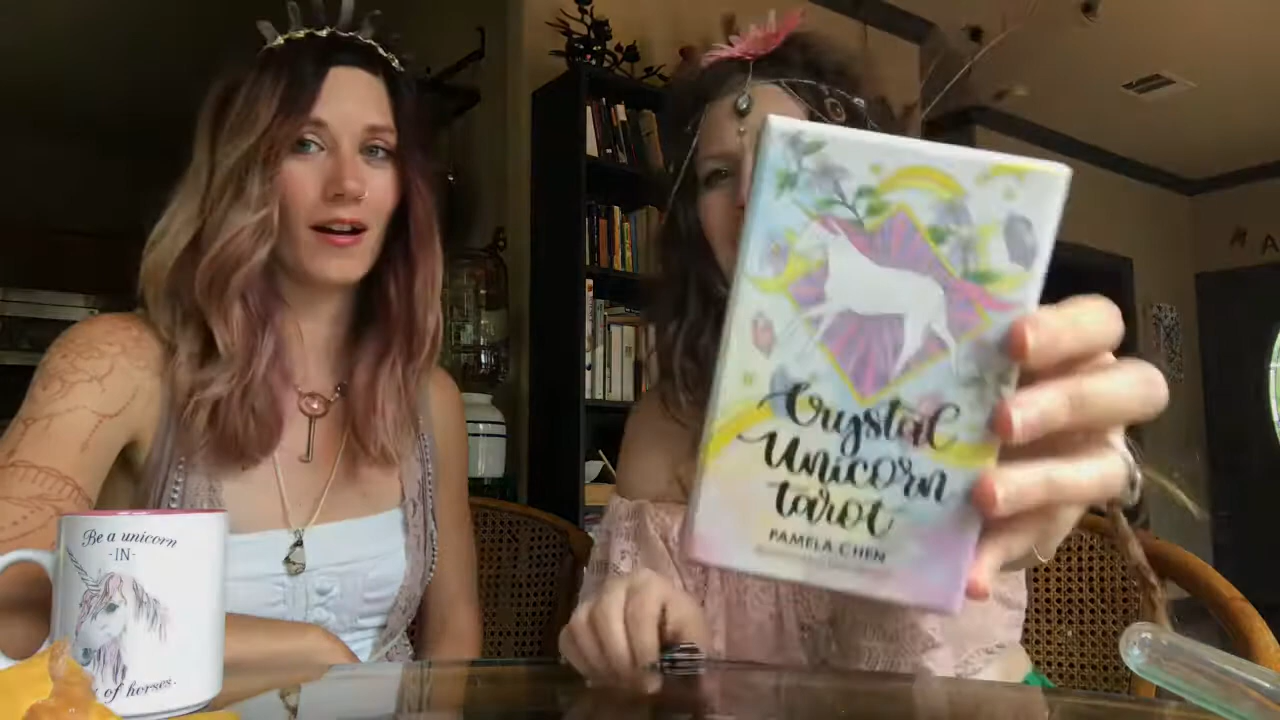 Be a unicorn
-IN-
of horses.
Crystal
Unicorn
tarot
PAMELA CHEN